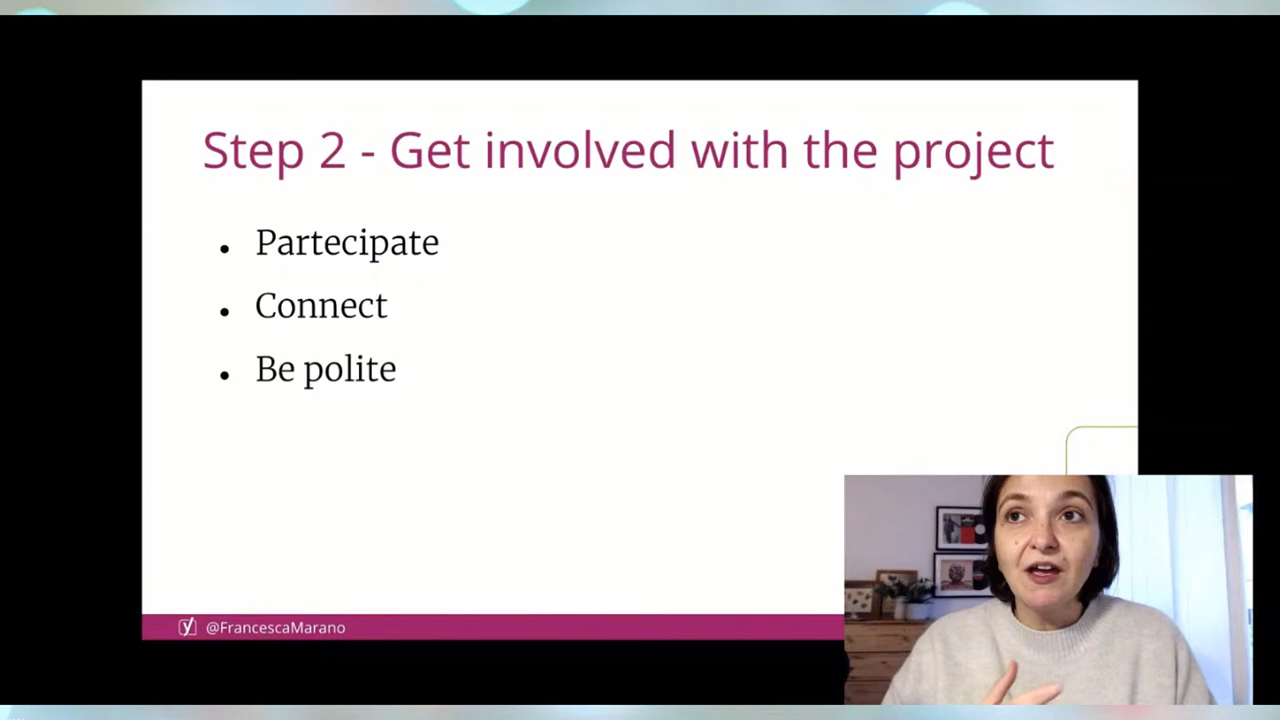 Step 2 - Get involved with the project
• Partecipate
• Connect
• Be polite
@FrancescaMarano